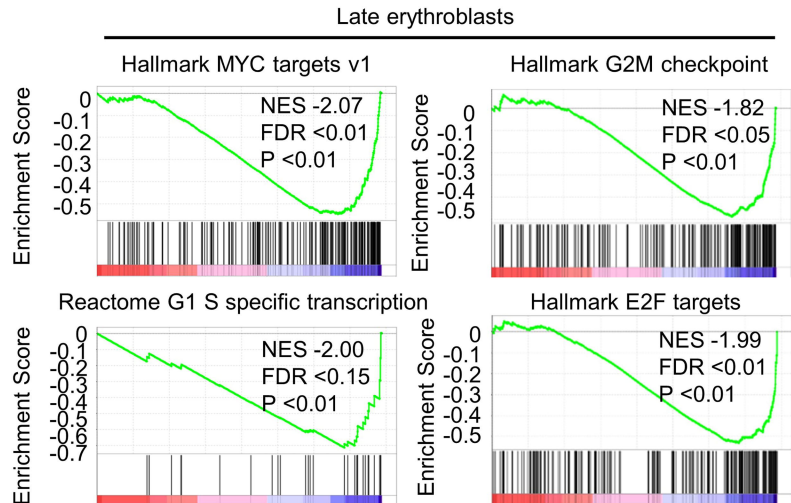 Late erythroblasts
Hallmark MYC targets v1
Enrichment Score
0
-0.1
-0.2
-0.3
-0.4
-0.5
NES -2.07
FDR <0.01
P <0.01
Hallmark G2M checkpoint
Enrichment Score
0
-0.1
-0.2
-0.3
-0.4
-0.5
NES -1.82
FDR <0.05
P <0.01
Reactome G1 S specific transcription
Enrichment Score
0
-0.1
-0.2
-0.3
-0.4
-0.5
-0.6
-0.7
NES -2.00
FDR <0.15
P <0.01
Hallmark E2F targets
Enrichment Score
0
-0.1
-0.2
-0.3
-0.4
-0.5
NES -1.99
FDR <0.01
P <0.01